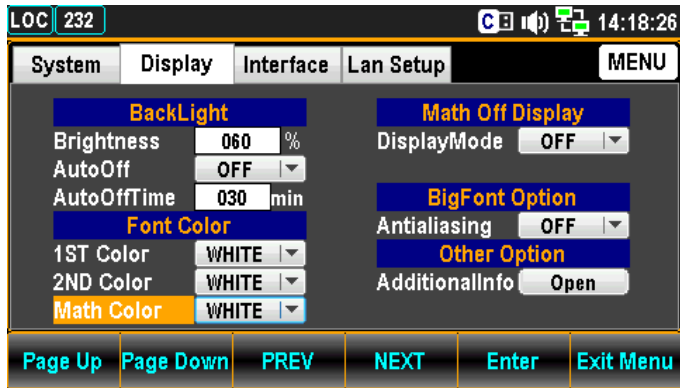 LOC 232 C 14:18:26
System Display Interface Lan Setup MENU
BackLight
Brightness 060 %
AutoOff OFF
AutoOffTime 030 min
Font Color
1ST Color WHITE
2ND Color WHITE
Math Color WHITE
Math Off Display
DisplayMode OFF
BigFont Option
Antialiasing OFF
Other Option
AdditionalInfo Open
Page Up Page Down PREV NEXT Enter Exit Menu